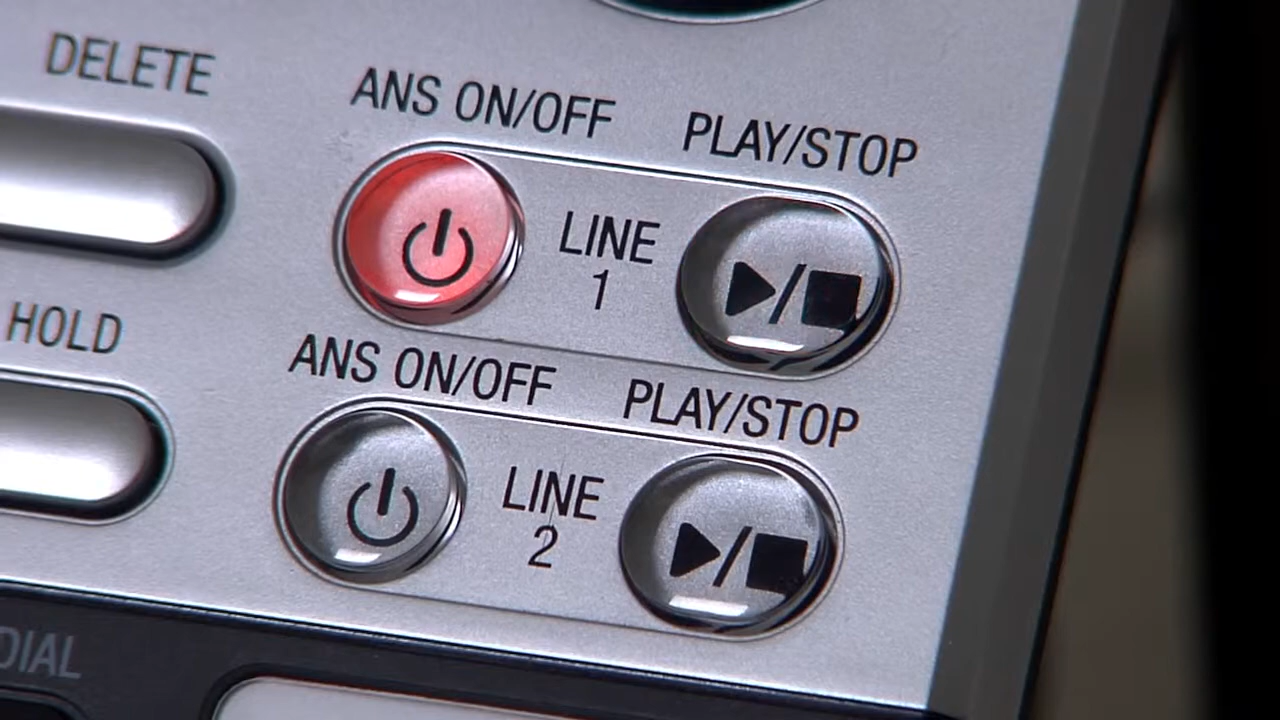 DELETE
ANS ON/OFF
PLAY/STOP
LINE
1
HOLD
ANS ON/OFF
PLAY/STOP
LINE
2
DIAL